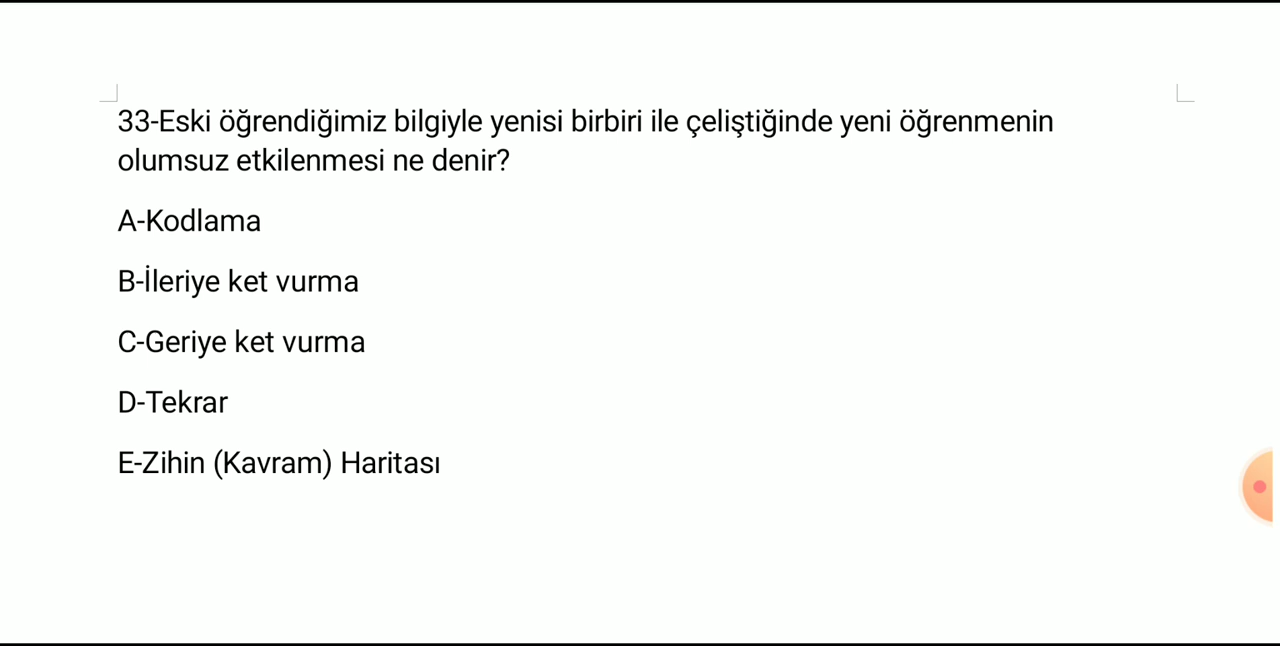 33-Eski öğrendiğimiz bilgiyle yenisi birbiri ile çeliştiğinde yeni öğrenmenin
olumsuz etkilenmesi ne denir?
A-Kodlama
B-İleriye ket vurma
C-Geriye ket vurma
D-Tekrar
E-Zihin (Kavram) Haritası